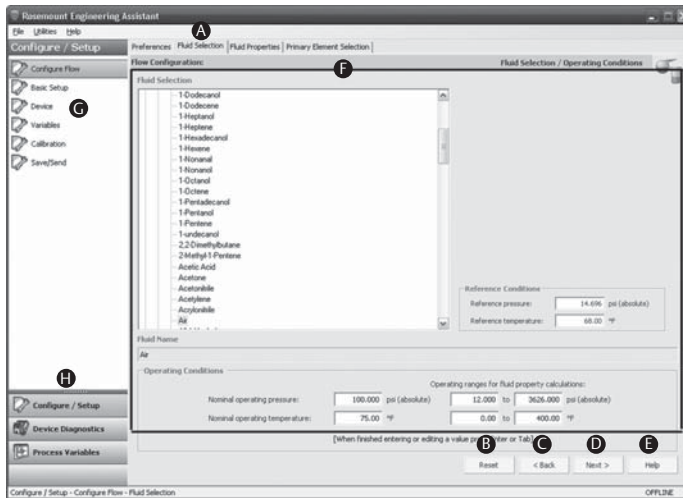 Rosemount Engineering Assistant
File Utilities Help
A
Configure / Setup
Preferences Fluid Selection Fluid Properties Primary Element Selection
Flow Configuration:
F
Fluid Selection / Operating Conditions
Configure Flow
Basic Setup
Device
G
Variables
Calibration
Save/Send
Fluid Selection
1-Dodecanol
1-Dodecene
1-Heptanol
1-Heptene
1-Hexadecanol
1-Hexene
1-Nonanal
1-Nonanol
1-Octanol
1-Octene
1-Pentadecanol
1-Pentanol
1-Pentene
1-undecanol
2,2-Dimethylbutane
2-Methyl-1-Pentene
Acetic Acid
Acetone
Acetonitrile
Acetylene
Acrylonitrile
Air
Reference Conditions
Reference pressure: 14.696 psi (absolute)
Reference temperature: 68.00 °F
Fluid Name
Air
Operating Conditions
Operating ranges for fluid property calculations:
Nominal operating pressure: 100.000 psi (absolute) 12.000 to 3626.000 psi (absolute)
Nominal operating temperature: 75.00 °F 0.00 to 400.00 °F
[When finished entering or editing a value press Enter or Tab]
H
Configure / Setup
Device Diagnostics
Process Variables
B C D E
Reset < Back Next > Help
Configure / Setup - Configure Flow - Fluid Selection
OFFLINE